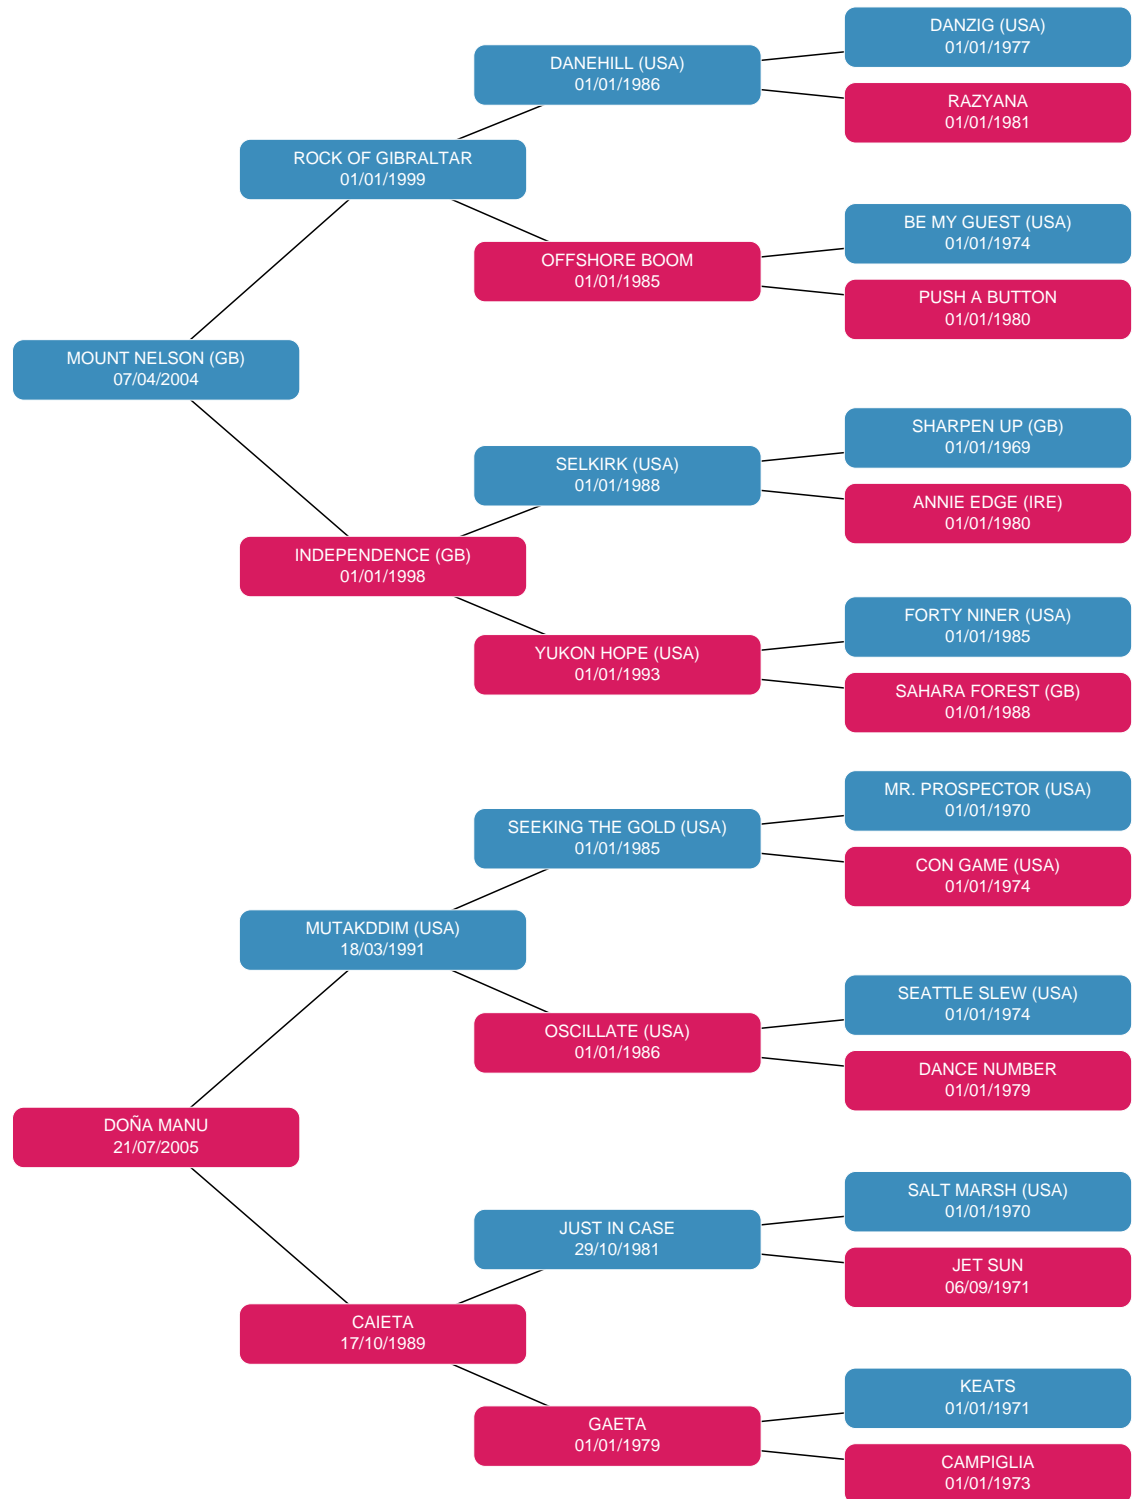 DANZIG (USA)
01/01/1977
DANEHILL (USA)
01/01/1986
RAZYANA
01/01/1981
ROCK OF GIBRALTAR
01/01/1999
BE MY GUEST (USA)
01/01/1974
OFFSHORE BOOM
01/01/1985
PUSH A BUTTON
01/01/1980
MOUNT NELSON (GB)
07/04/2004
SHARPEN UP (GB)
01/01/1969
SELKIRK (USA)
01/01/1988
ANNIE EDGE (IRE)
01/01/1980
INDEPENDENCE (GB)
01/01/1998
FORTY NINER (USA)
01/01/1985
YUKON HOPE (USA)
01/01/1993
SAHARA FOREST (GB)
01/01/1988
MR. PROSPECTOR (USA)
01/01/1970
SEEKING THE GOLD (USA)
01/01/1985
CON GAME (USA)
01/01/1974
MUTAKDDIM (USA)
18/03/1991
SEATTLE SLEW (USA)
01/01/1974
OSCILLATE (USA)
01/01/1986
DANCE NUMBER
01/01/1979
DOÑA MANU
21/07/2005
SALT MARSH (USA)
01/01/1970
JUST IN CASE
29/10/1981
JET SUN
06/09/1971
CAIETA
17/10/1989
KEATS
01/01/1971
GAETA
01/01/1979
CAMPIGLIA
01/01/1973